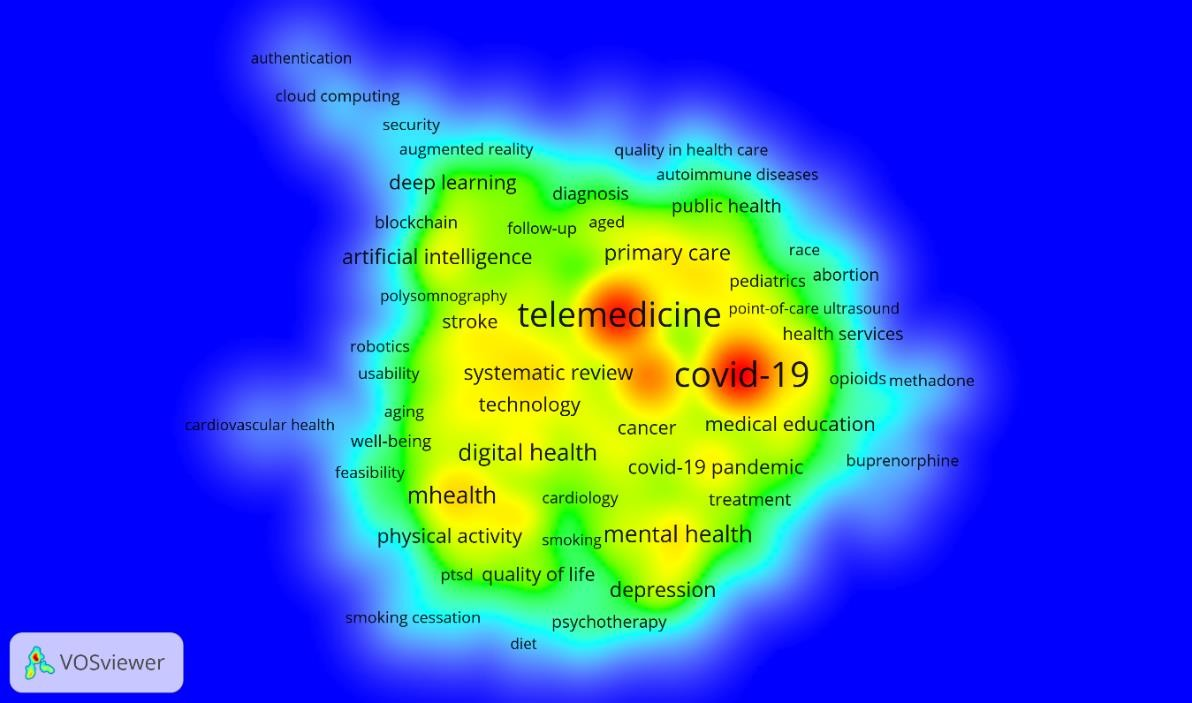 authentication
cloud computing
security
augmented reality
quality in health care
autoimmune diseases
deep learning
diagnosis
public health
blockchain
follow-up
aged
artificial intelligence
primary care
race
pediatrics
abortion
polysomnography
telemedicine
point-of-care ultrasound
stroke
health services
robotics
usability
systematic review
covid-19
opioids
methadone
aging
technology
cardiovascular health
well-being
cancer
medical education
digital health
feasibility
covid-19 pandemic
buprenorphine
mhealth
cardiology
treatment
physical activity
smoking
mental health
ptsd
quality of life
depression
smoking cessation
psychotherapy
diet
VOSviewer